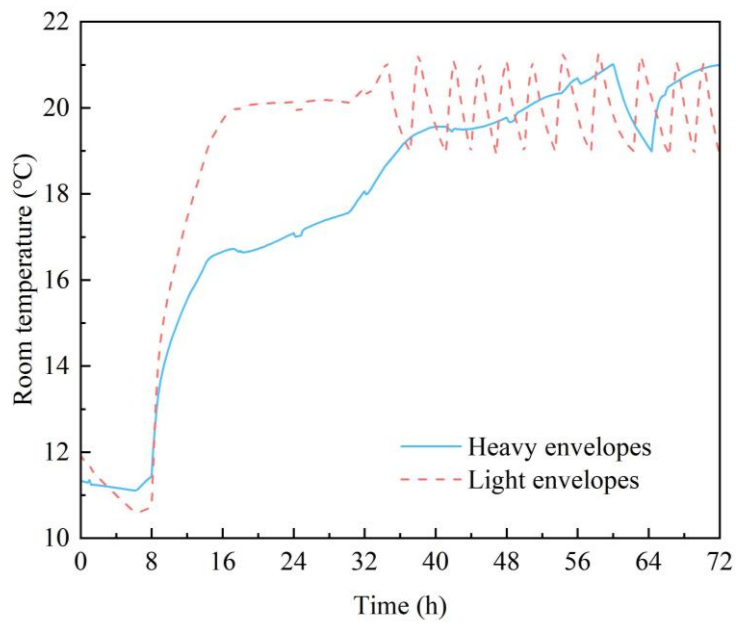 22
20
18
16
14
12
10
Room temperature (℃)
Heavy envelopes
Light envelopes
0 8 16 24 32 40 48 56 64 72
Time (h)